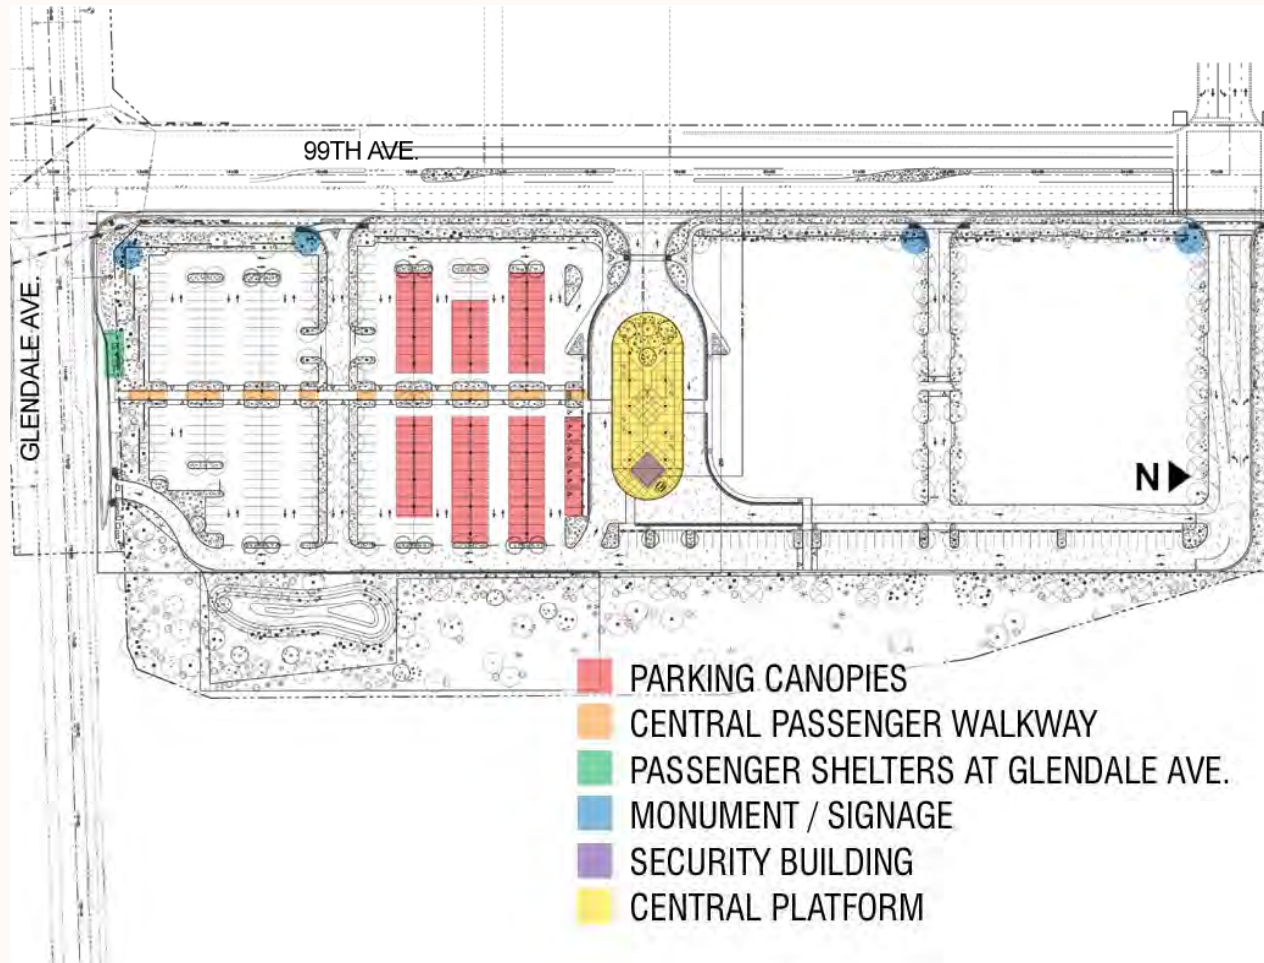 99TH AVE.
GLENDALE AVE.
N
PARKING CANOPIES
CENTRAL PASSENGER WALKWAY
PASSENGER SHELTERS AT GLENDALE AVE.
MONUMENT / SIGNAGE
SECURITY BUILDING
CENTRAL PLATFORM